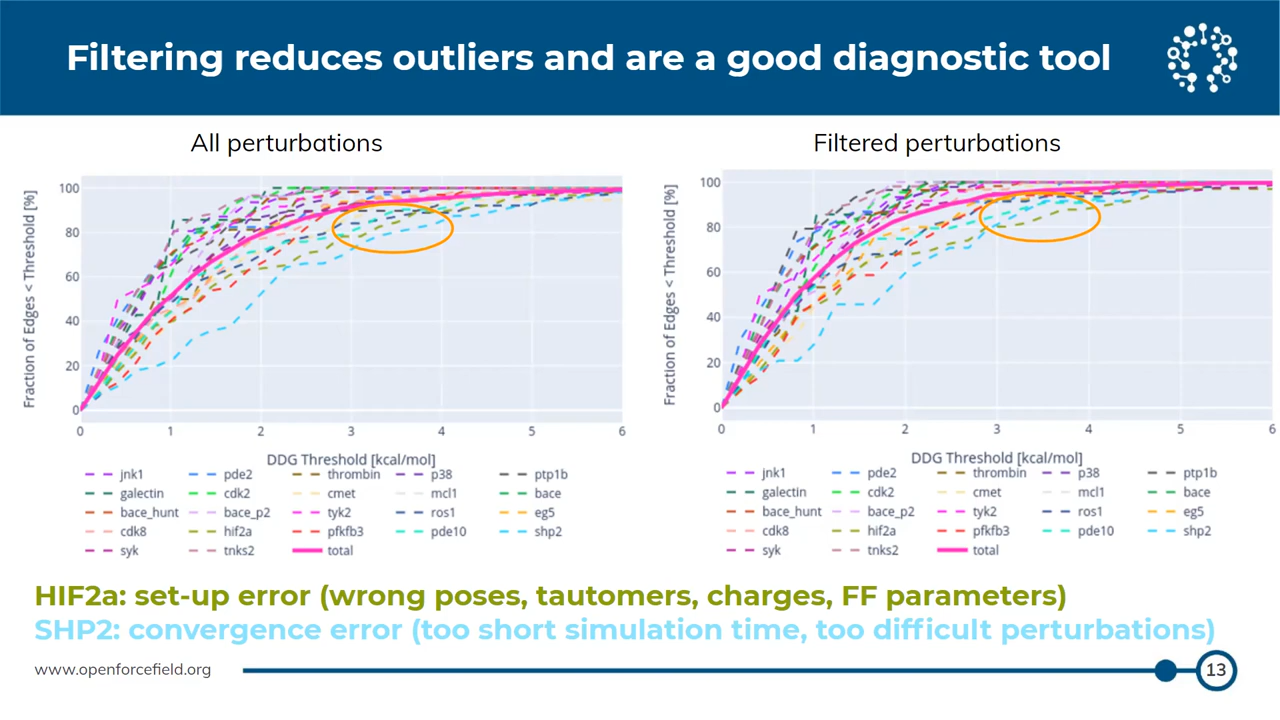 Filtering reduces outliers and are a good diagnostic tool
All perturbations
Fraction of Edges < Threshold [%]
100
80
60
40
20
0
0 1 2 3 4 5 6
DDG Threshold [kcal/mol]
jnk1 pde2 thrombin p38 ptp1b
galectin cdk2 cmet mcl1 bace
bace_hunt bace_p2 tyk2 ros1 eg5
cdk8 hif2a pfkfb3 pde10 shp2
syk tnks2 total
Filtered perturbations
Fraction of Edges < Threshold [%]
100
80
60
40
20
0
0 1 2 3 4 5 6
DDG Threshold [kcal/mol]
jnk1 pde2 thrombin p38 ptp1b
galectin cdk2 cmet mcl1 bace
bace_hunt bace_p2 tyk2 ros1 eg5
cdk8 hif2a pfkfb3 pde10 shp2
syk tnks2 total
HIF2a: set-up error (wrong poses, tautomers, charges, FF parameters)
SHP2: convergence error (too short simulation time, too difficult perturbations)
www.openforcefield.org
13